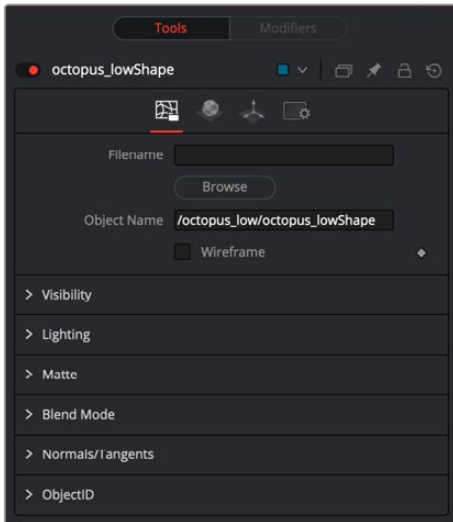 Tools Modifiers
octopus_lowShape
Filename
Browse
Object Name /octopus_low/octopus_lowShape
Wireframe
Visibility
Lighting
Matte
Blend Mode
Normals/Tangents
ObjectID